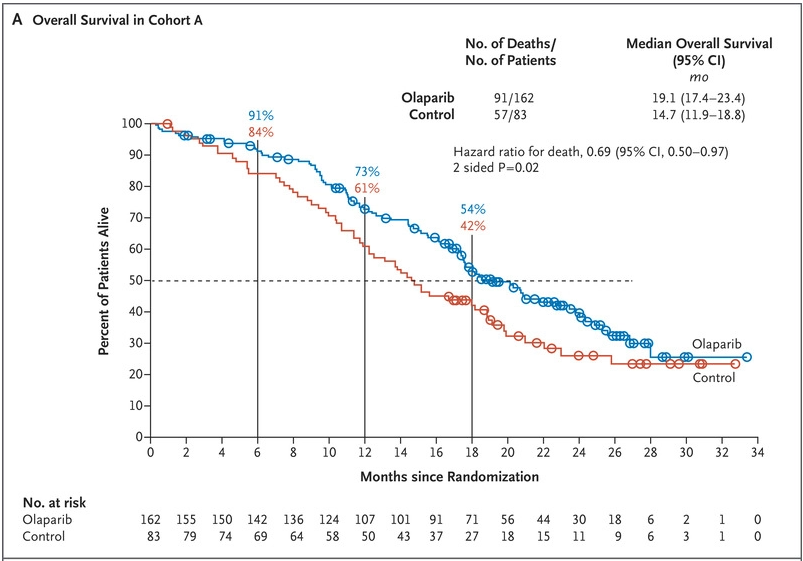 A Overall Survival in Cohort A
No. of Deaths/ Median Overall Survival
No. of Patients (95% CI)
mo
Olaparib 91/162 19.1 (17.4–23.4)
Control 57/83 14.7 (11.9–18.8)
Hazard ratio for death, 0.69 (95% CI, 0.50–0.97)
2 sided P=0.02
91%
84%
73%
61%
54%
42%
100
90
80
70
60
50
40
30
20
10
0
Percent of Patients Alive
Olaparib
Control
0 2 4 6 8 10 12 14 16 18 20 22 24 26 28 30 32 34
Months since Randomization
No. at risk
Olaparib 162 155 150 142 136 124 107 101 91 71 56 44 30 18 6 2 1 0
Control 83 79 74 69 64 58 50 43 37 27 18 15 11 9 6 3 1 0